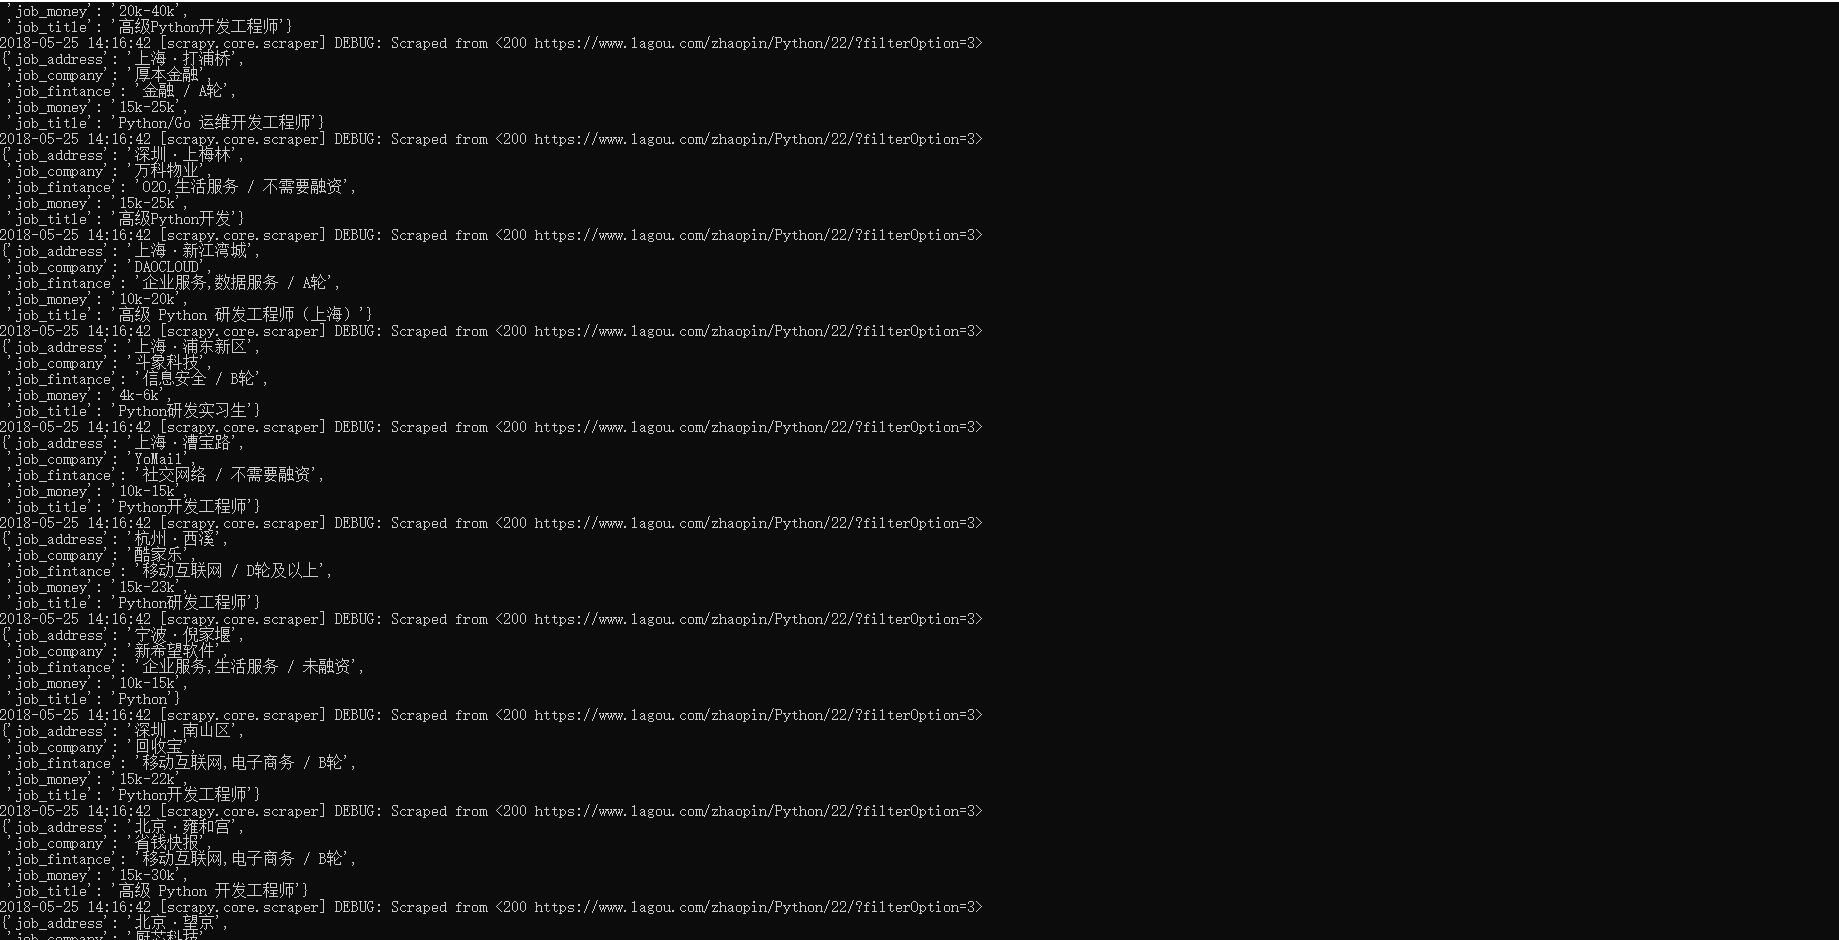 'job_money': '20k-40k',
'job_title': '高级Python开发工程师'}
2018-05-25 14:16:42 [scrapy.core.scraper] DEBUG: Scraped from <200 https://www.lagou.com/zhaopin/Python/22/?filterOption=3>
{'job_address': '上海·打浦桥',
'job_company': '厚本金融',
'job_fintance': '金融 / A轮',
'job_money': '15k-25k',
'job_title': 'Python/Go 运维开发工程师'}
2018-05-25 14:16:42 [scrapy.core.scraper] DEBUG: Scraped from <200 https://www.lagou.com/zhaopin/Python/22/?filterOption=3>
{'job_address': '深圳·上梅林',
'job_company': '万科物业',
'job_fintance': 'O2O,生活服务 / 不需要融资',
'job_money': '15k-25k',
'job_title': '高级Python开发'}
2018-05-25 14:16:42 [scrapy.core.scraper] DEBUG: Scraped from <200 https://www.lagou.com/zhaopin/Python/22/?filterOption=3>
{'job_address': '上海·新江湾城',
'job_company': 'DAOCLOUD',
'job_fintance': '企业服务,数据服务 / A轮',
'job_money': '10k-20k',
'job_title': '高级 Python 研发工程师（上海）'}
2018-05-25 14:16:42 [scrapy.core.scraper] DEBUG: Scraped from <200 https://www.lagou.com/zhaopin/Python/22/?filterOption=3>
{'job_address': '上海·浦东新区',
'job_company': '斗象科技',
'job_fintance': '信息安全 / B轮',
'job_money': '4k-6k',
'job_title': 'Python研发实习生'}
2018-05-25 14:16:42 [scrapy.core.scraper] DEBUG: Scraped from <200 https://www.lagou.com/zhaopin/Python/22/?filterOption=3>
{'job_address': '上海·漕宝路',
'job_company': 'YoMail',
'job_fintance': '社交网络 / 不需要融资',
'job_money': '10k-15k',
'job_title': 'Python开发工程师'}
2018-05-25 14:16:42 [scrapy.core.scraper] DEBUG: Scraped from <200 https://www.lagou.com/zhaopin/Python/22/?filterOption=3>
{'job_address': '杭州·西溪',
'job_company': '酷家乐',
'job_fintance': '移动互联网 / D轮及以上',
'job_money': '15k-23k',
'job_title': 'Python研发工程师'}
2018-05-25 14:16:42 [scrapy.core.scraper] DEBUG: Scraped from <200 https://www.lagou.com/zhaopin/Python/22/?filterOption=3>
{'job_address': '宁波·倪家堰',
'job_company': '新希望软件',
'job_fintance': '企业服务,生活服务 / 未融资',
'job_money': '10k-15k',
'job_title': 'Python'}
2018-05-25 14:16:42 [scrapy.core.scraper] DEBUG: Scraped from <200 https://www.lagou.com/zhaopin/Python/22/?filterOption=3>
{'job_address': '深圳·南山区',
'job_company': '回收宝',
'job_fintance': '移动互联网,电子商务 / B轮',
'job_money': '15k-22k',
'job_title': 'Python开发工程师'}
2018-05-25 14:16:42 [scrapy.core.scraper] DEBUG: Scraped from <200 https://www.lagou.com/zhaopin/Python/22/?filterOption=3>
{'job_address': '北京·雍和宫',
'job_company': '省钱快报',
'job_fintance': '移动互联网,电子商务 / B轮',
'job_money': '15k-30k',
'job_title': '高级 Python 开发工程师'}
2018-05-25 14:16:42 [scrapy.core.scraper] DEBUG: Scraped from <200 https://www.lagou.com/zhaopin/Python/22/?filterOption=3>
{'job_address': '北京·望京',
'job_company': '厨芯科技',